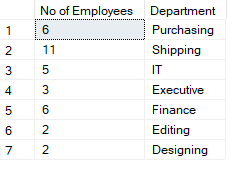 No of Employees Department
1 6 Purchasing
2 11 Shipping
3 5 IT
4 3 Executive
5 6 Finance
6 2 Editing
7 2 Designing